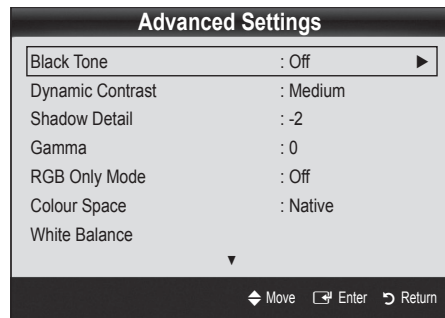 Advanced Settings
Black Tone : Off ►
Dynamic Contrast : Medium
Shadow Detail : -2
Gamma : 0
RGB Only Mode : Off
Colour Space : Native
White Balance
▼
Move Enter Return